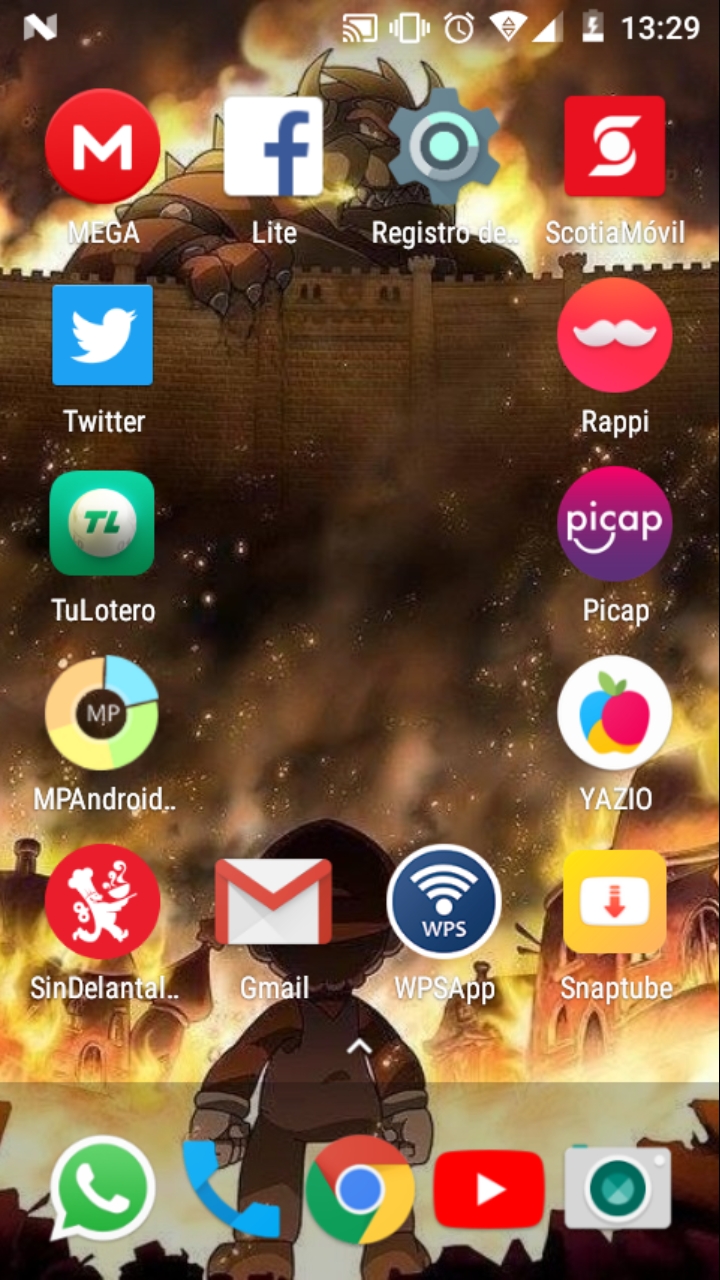 13:29
MEGA
Lite
Registro de..
ScotiaMóvil
Twitter
Rappi
TL
picap
TuLotero
Picap
MP
MPAndroid..
YAZIO
WPS
SinDelantal..
Gmail
WPSApp
Snaptube